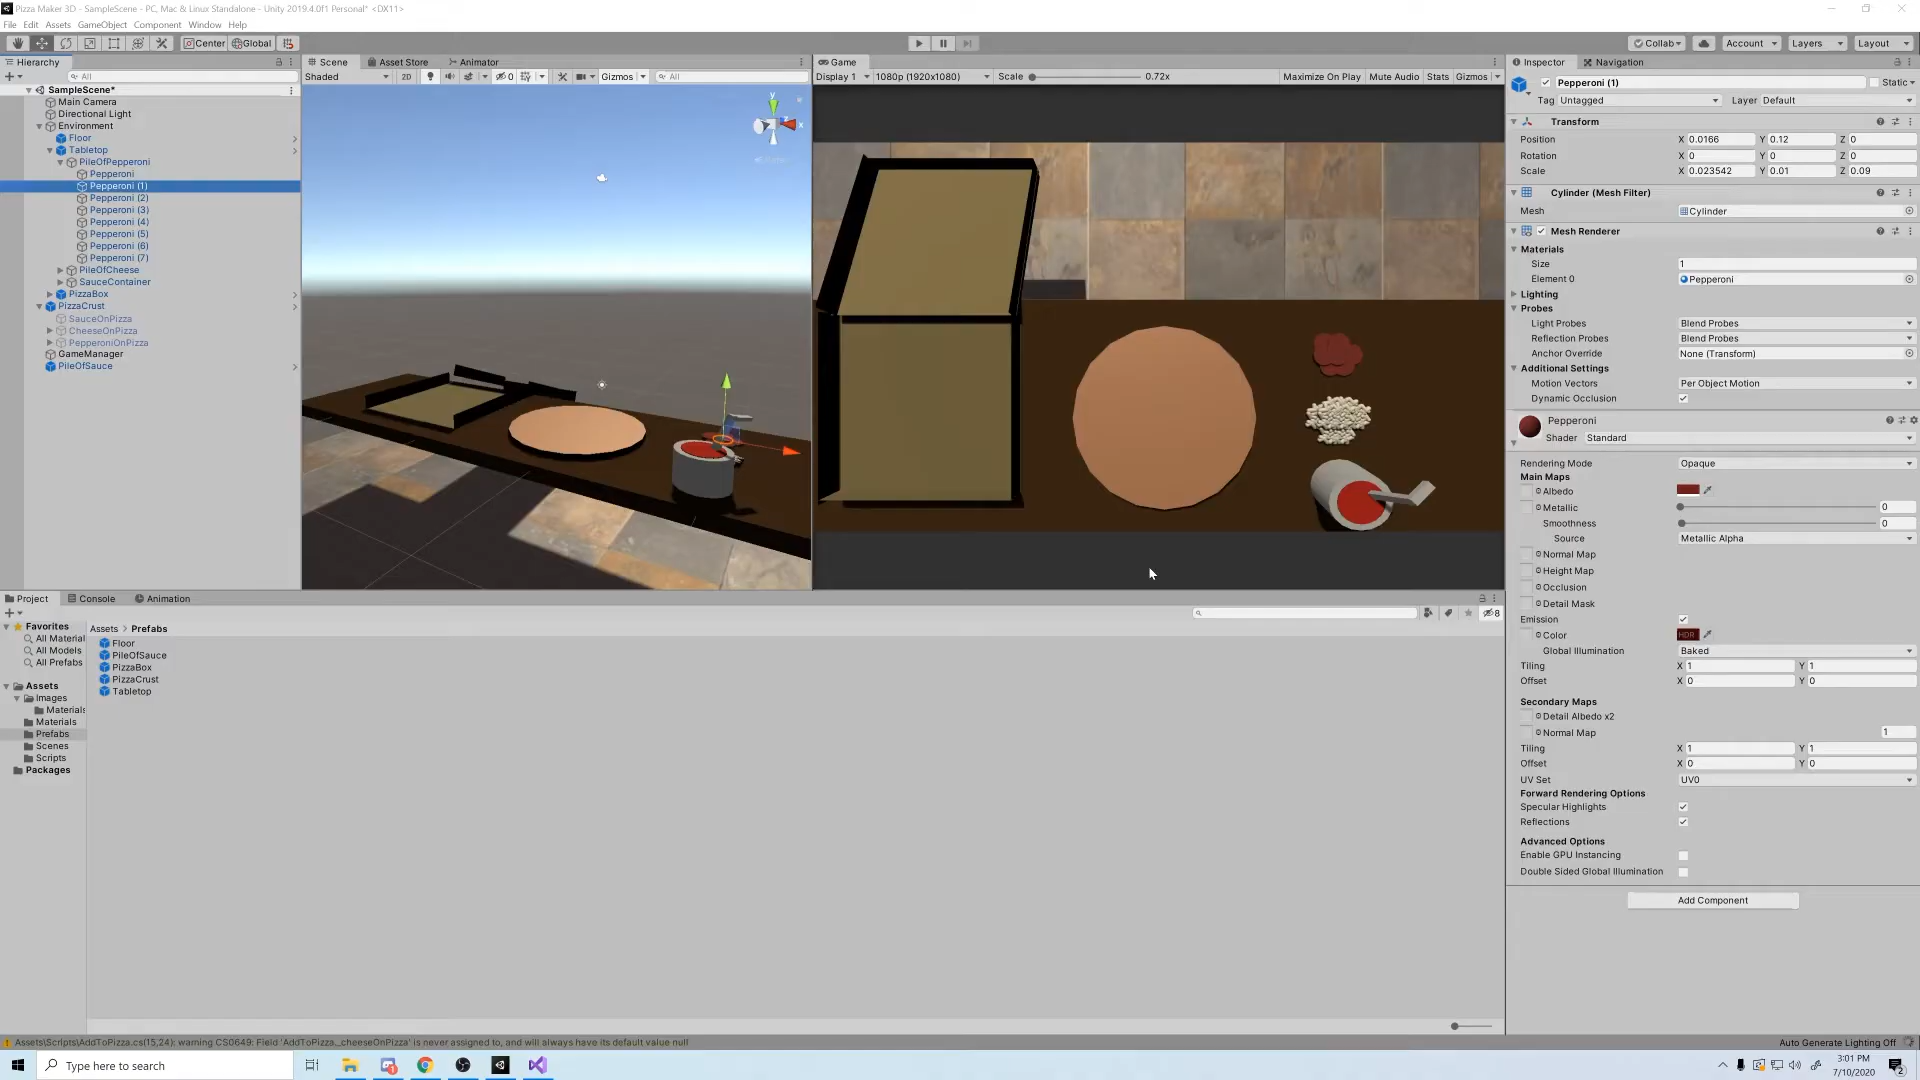 Pizza Maker 3D - SampleScene - PC, Mac & Linux Standalone - Unity 2019.4.0f1 Personal* <DX11>
File Edit Assets GameObject Component Window Help
Center Global
Collab Account Layers Layout
Hierarchy
All
SampleScene*
Main Camera
Directional Light
Environment
Floor
Tabletop
PileOfPepperoni
Pepperoni
Pepperoni (1)
Pepperoni (2)
Pepperoni (3)
Pepperoni (4)
Pepperoni (5)
Pepperoni (6)
Pepperoni (7)
PileOfCheese
SauceContainer
PizzaBox
PizzaCrust
SauceOnPizza
CheeseOnPizza
PepperoniOnPizza
GameManager
PileOfSauce
Scene Asset Store Animator
Shaded 2D 0 Gizmos All
y
x
Game
Display 1 1080p (1920x1080) Scale 0.72x Maximize On Play Mute Audio Stats Gizmos
Inspector Navigation
Pepperoni (1) Static
Tag Untagged Layer Default
Transform
Position X 0.0166 Y 0.12 Z 0
Rotation X 0 Y 0 Z 0
Scale X 0.023542 Y 0.01 Z 0.09
Cylinder (Mesh Filter)
Mesh Cylinder
Mesh Renderer
Materials
Size 1
Element 0 Pepperoni
Lighting
Probes
Light Probes Blend Probes
Reflection Probes Blend Probes
Anchor Override None (Transform)
Additional Settings
Motion Vectors Per Object Motion
Dynamic Occlusion
Pepperoni
Shader Standard
Rendering Mode Opaque
Main Maps
Albedo
Metallic 0
Smoothness 0
Source Metallic Alpha
Normal Map
Height Map
Occlusion
Detail Mask
Emission
Color HDR
Global Illumination Baked
Tiling X 1 Y 1
Offset X 0 Y 0
Secondary Maps
Detail Albedo x2
Normal Map 1
Tiling X 1 Y 1
Offset X 0 Y 0
UV Set UV0
Forward Rendering Options
Specular Highlights
Reflections
Advanced Options
Enable GPU Instancing
Double Sided Global Illumination
Add Component
Project Console Animation
8
Favorites
All Material
All Models
All Prefabs
Assets
Images
Materials
Materials
Prefabs
Scenes
Scripts
Packages
Assets > Prefabs
Floor
PileOfSauce
PizzaBox
PizzaCrust
Tabletop
Assets\Scripts\AddToPizza.cs(15,24): warning CS0649: Field 'AddToPizza._cheeseOnPizza' is never assigned to, and will always have its default value null
Auto Generate Lighting Off
Type here to search
3:01 PM
7/10/2020
2